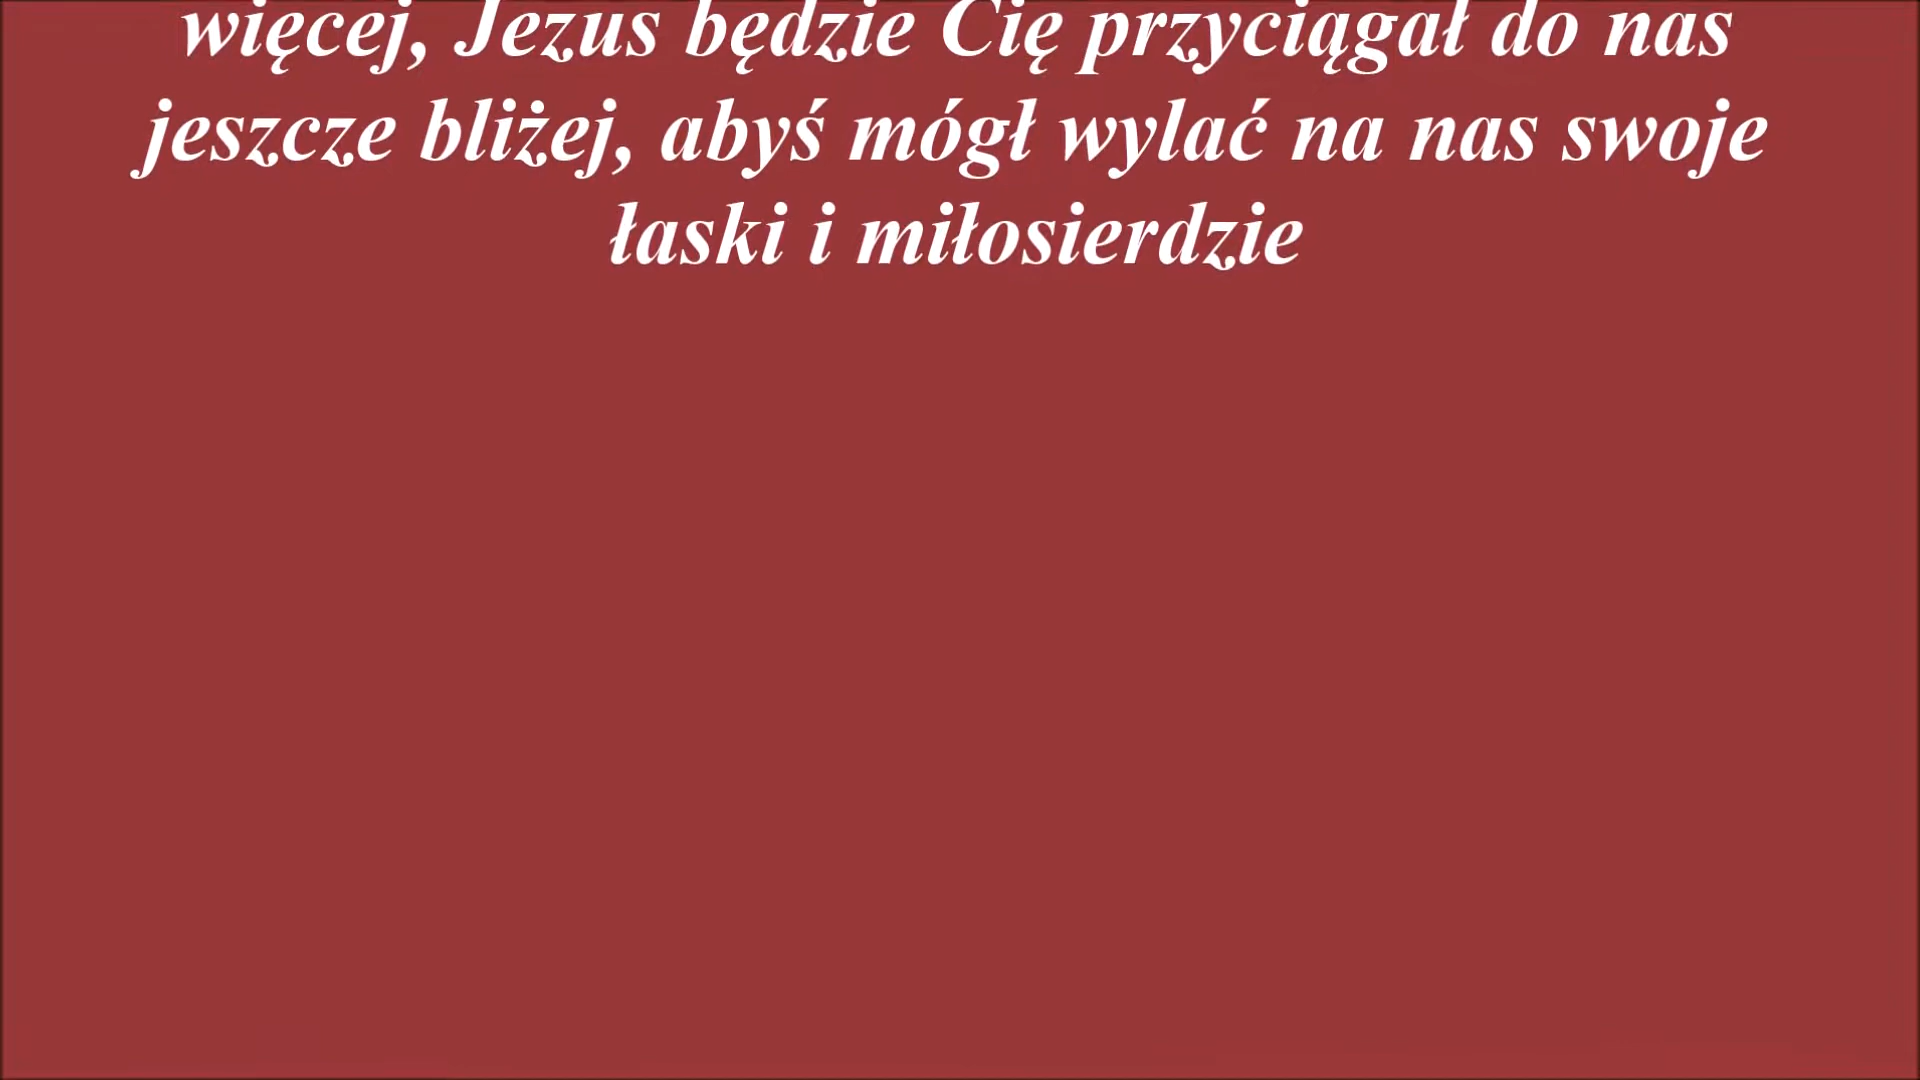 więcej, Jezus będzie Cię przyciągał do nas
jeszcze bliżej, abyś mógł wylać na nas swoje
łaski i miłosierdzie